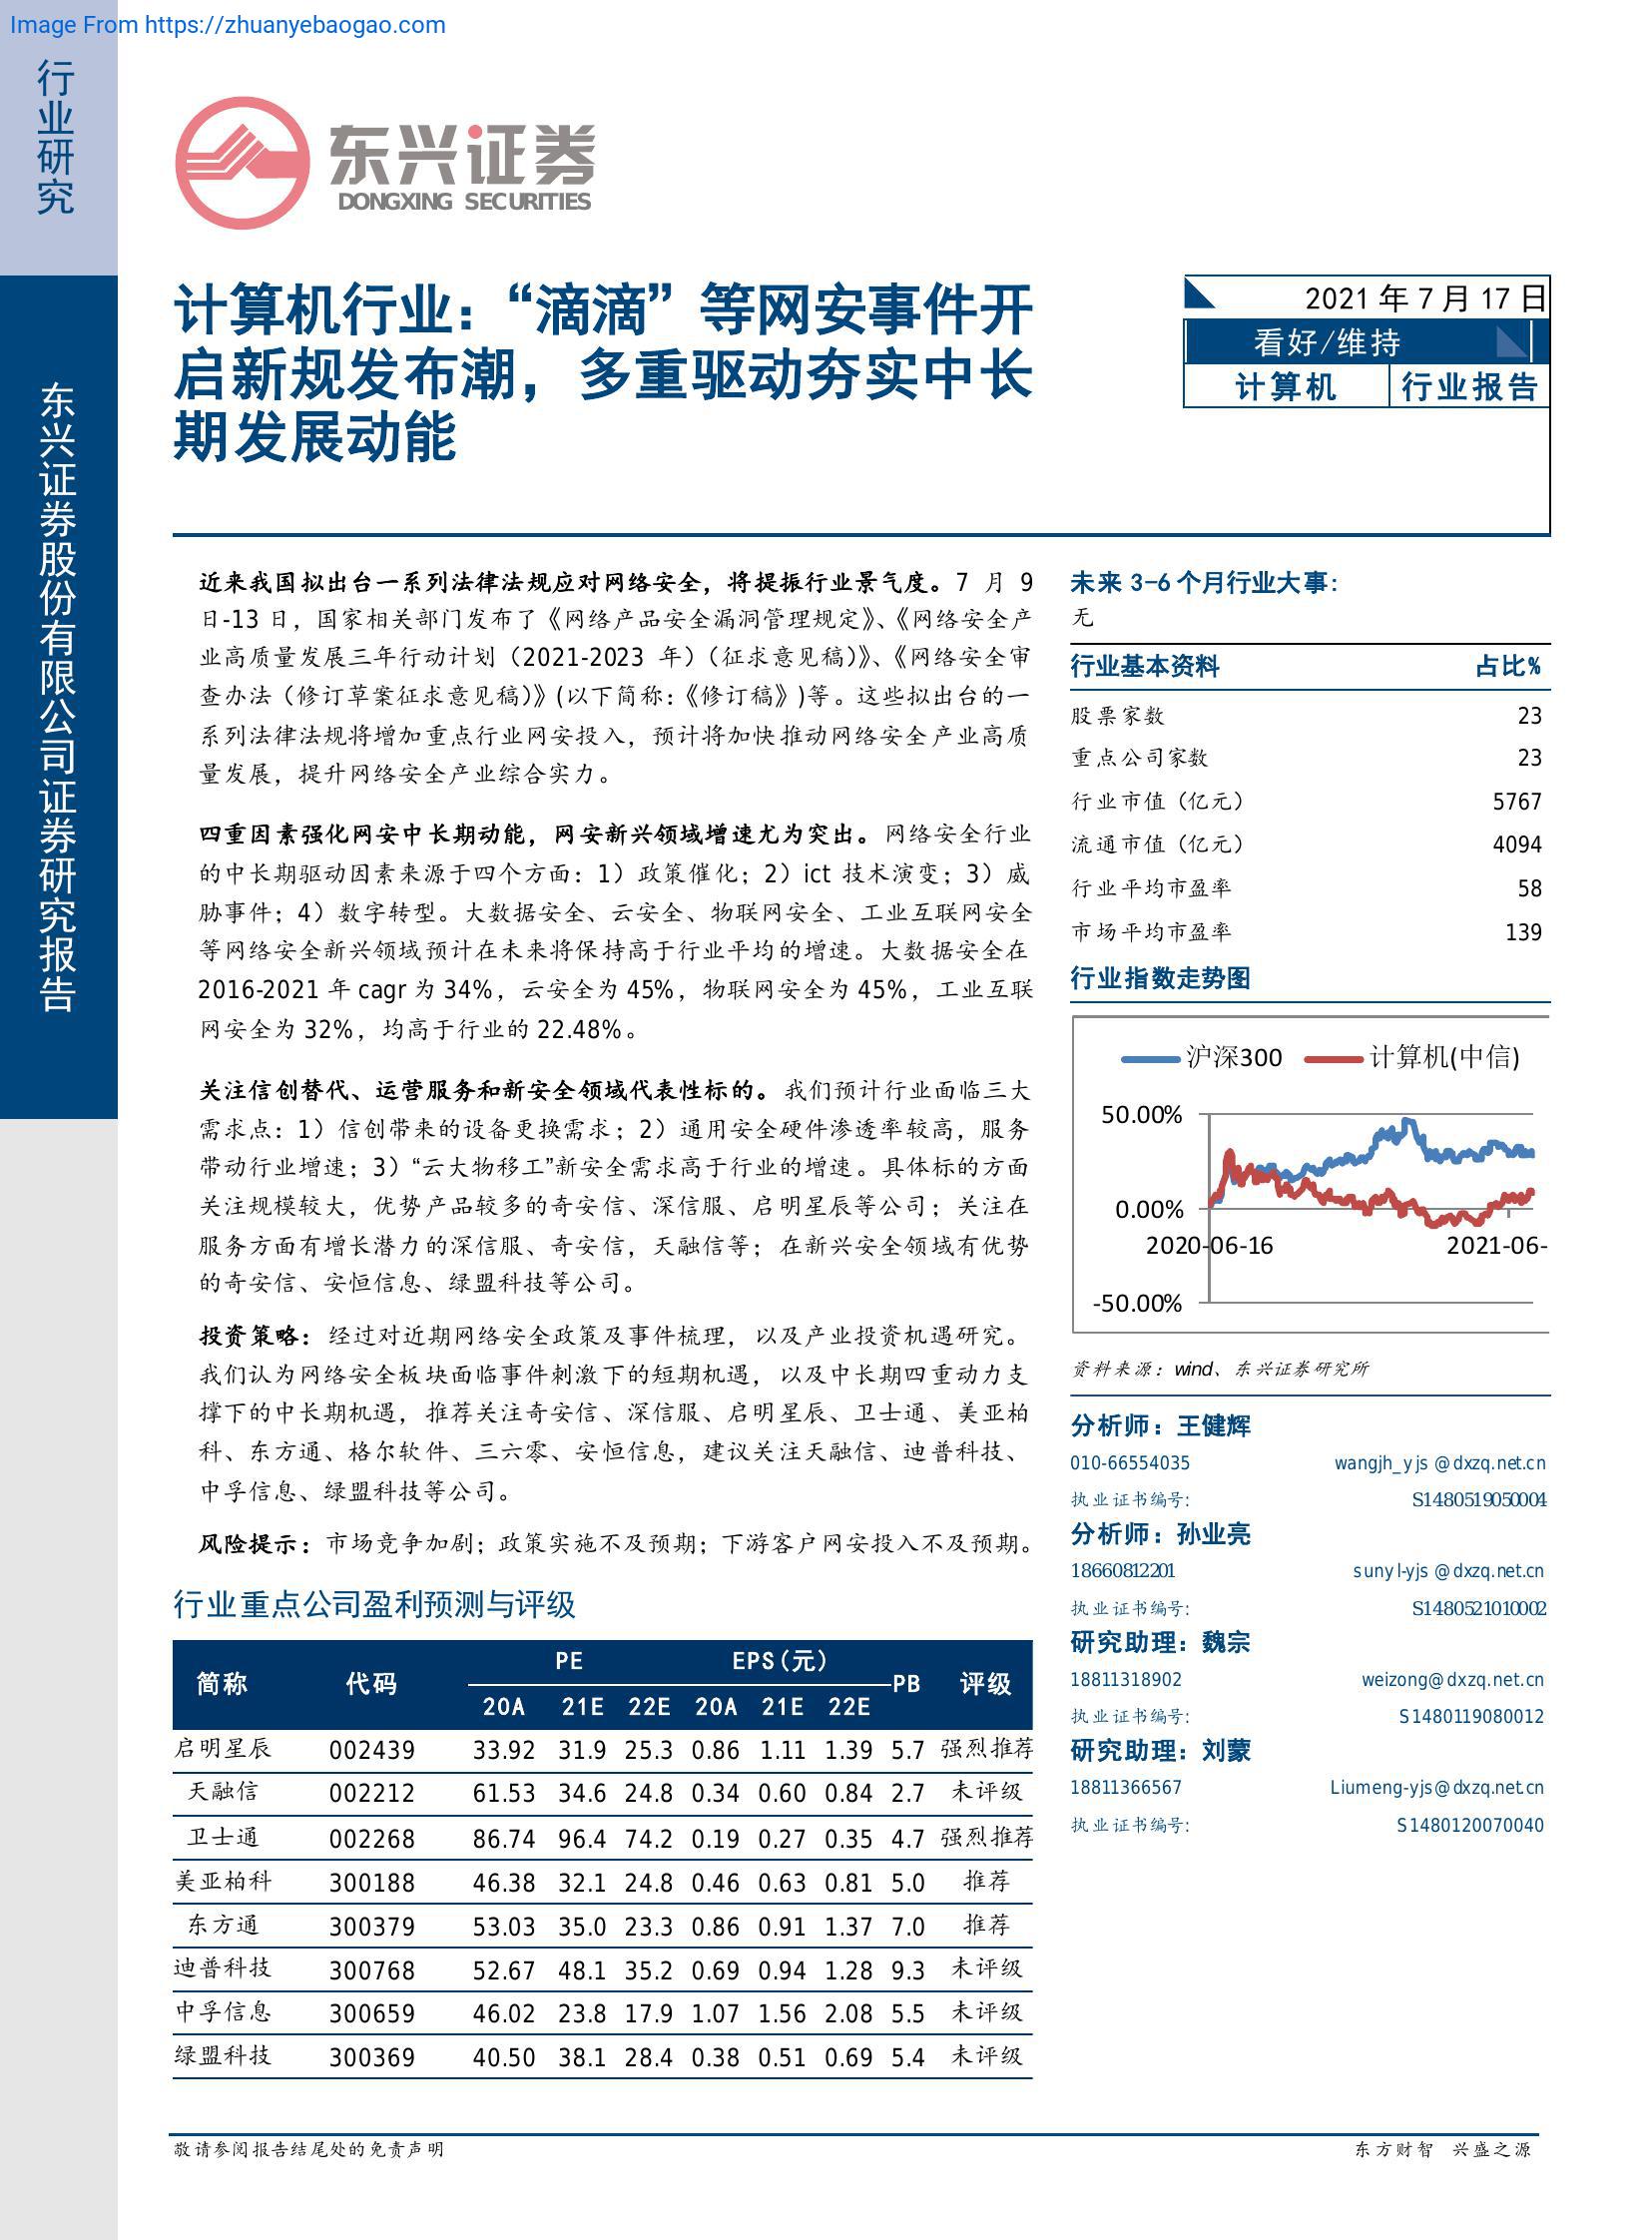 Image From https://zhuanyebaogao.com
行业研究
东兴证券股份有限公司证券研究报告
东兴证券
DONGXING SECURITIES
计算机行业：“滴滴”等网安事件开
启新规发布潮，多重驱动夯实中长
期发展动能
2021 年 7 月 17 日
看好/维持
计算机 行业报告
近来我国拟出台一系列法律法规应对网络安全，将提振行业景气度。7 月 9
日-13 日，国家相关部门发布了《网络产品安全漏洞管理规定》、《网络安全产
业高质量发展三年行动计划（2021-2023 年）（征求意见稿）》、《网络安全审
查办法（修订草案征求意见稿）》(以下简称：《修订稿》)等。这些拟出台的一
系列法律法规将增加重点行业网安投入，预计将加快推动网络安全产业高质
量发展，提升网络安全产业综合实力。
四重因素强化网安中长期动能，网安新兴领域增速尤为突出。网络安全行业
的中长期驱动因素来源于四个方面：1）政策催化；2）ict 技术演变；3）威
胁事件；4）数字转型。大数据安全、云安全、物联网安全、工业互联网安全
等网络安全新兴领域预计在未来将保持高于行业平均的增速。大数据安全在
2016-2021 年 cagr 为 34%，云安全为 45%，物联网安全为 45%，工业互联
网安全为 32%，均高于行业的 22.48%。
关注信创替代、运营服务和新安全领域代表性标的。我们预计行业面临三大
需求点：1）信创带来的设备更换需求；2）通用安全硬件渗透率较高，服务
带动行业增速；3）“云大物移工”新安全需求高于行业的增速。具体标的方面
关注规模较大，优势产品较多的奇安信、深信服、启明星辰等公司；关注在
服务方面有增长潜力的深信服、奇安信，天融信等；在新兴安全领域有优势
的奇安信、安恒信息、绿盟科技等公司。
投资策略：经过对近期网络安全政策及事件梳理，以及产业投资机遇研究。
我们认为网络安全板块面临事件刺激下的短期机遇，以及中长期四重动力支
撑下的中长期机遇，推荐关注奇安信、深信服、启明星辰、卫士通、美亚柏
科、东方通、格尔软件、三六零、安恒信息，建议关注天融信、迪普科技、
中孚信息、绿盟科技等公司。
风险提示：市场竞争加剧；政策实施不及预期；下游客户网安投入不及预期。
行业重点公司盈利预测与评级
简称 代码 PE EPS(元) PB 评级
20A 21E 22E 20A 21E 22E
启明星辰 002439 33.92 31.9 25.3 0.86 1.11 1.39 5.7 强烈推荐
天融信 002212 61.53 34.6 24.8 0.34 0.60 0.84 2.7 未评级
卫士通 002268 86.74 96.4 74.2 0.19 0.27 0.35 4.7 强烈推荐
美亚柏科 300188 46.38 32.1 24.8 0.46 0.63 0.81 5.0 推荐
东方通 300379 53.03 35.0 23.3 0.86 0.91 1.37 7.0 推荐
迪普科技 300768 52.67 48.1 35.2 0.69 0.94 1.28 9.3 未评级
中孚信息 300659 46.02 23.8 17.9 1.07 1.56 2.08 5.5 未评级
绿盟科技 300369 40.50 38.1 28.4 0.38 0.51 0.69 5.4 未评级
未来 3-6 个月行业大事：
无
行业基本资料 占比%
股票家数 23
重点公司家数 23
行业市值（亿元） 5767
流通市值（亿元） 4094
行业平均市盈率 58
市场平均市盈率 139
行业指数走势图
沪深300 计算机(中信)
50.00%
0.00%
2020-06-16 2021-06-
-50.00%
资料来源：wind、东兴证券研究所
分析师：王健辉
010-66554035 wangjh_yjs@dxzq.net.cn
执业证书编号: S1480519050004
分析师：孙业亮
18660812201 sunyl-yjs@dxzq.net.cn
执业证书编号: S1480521010002
研究助理：魏宗
18811318902 weizong@dxzq.net.cn
执业证书编号: S1480119080012
研究助理：刘蒙
18811366567 Liumeng-yjs@dxzq.net.cn
执业证书编号: S1480120070040
敬请参阅报告结尾处的免责声明 东方财智 兴盛之源